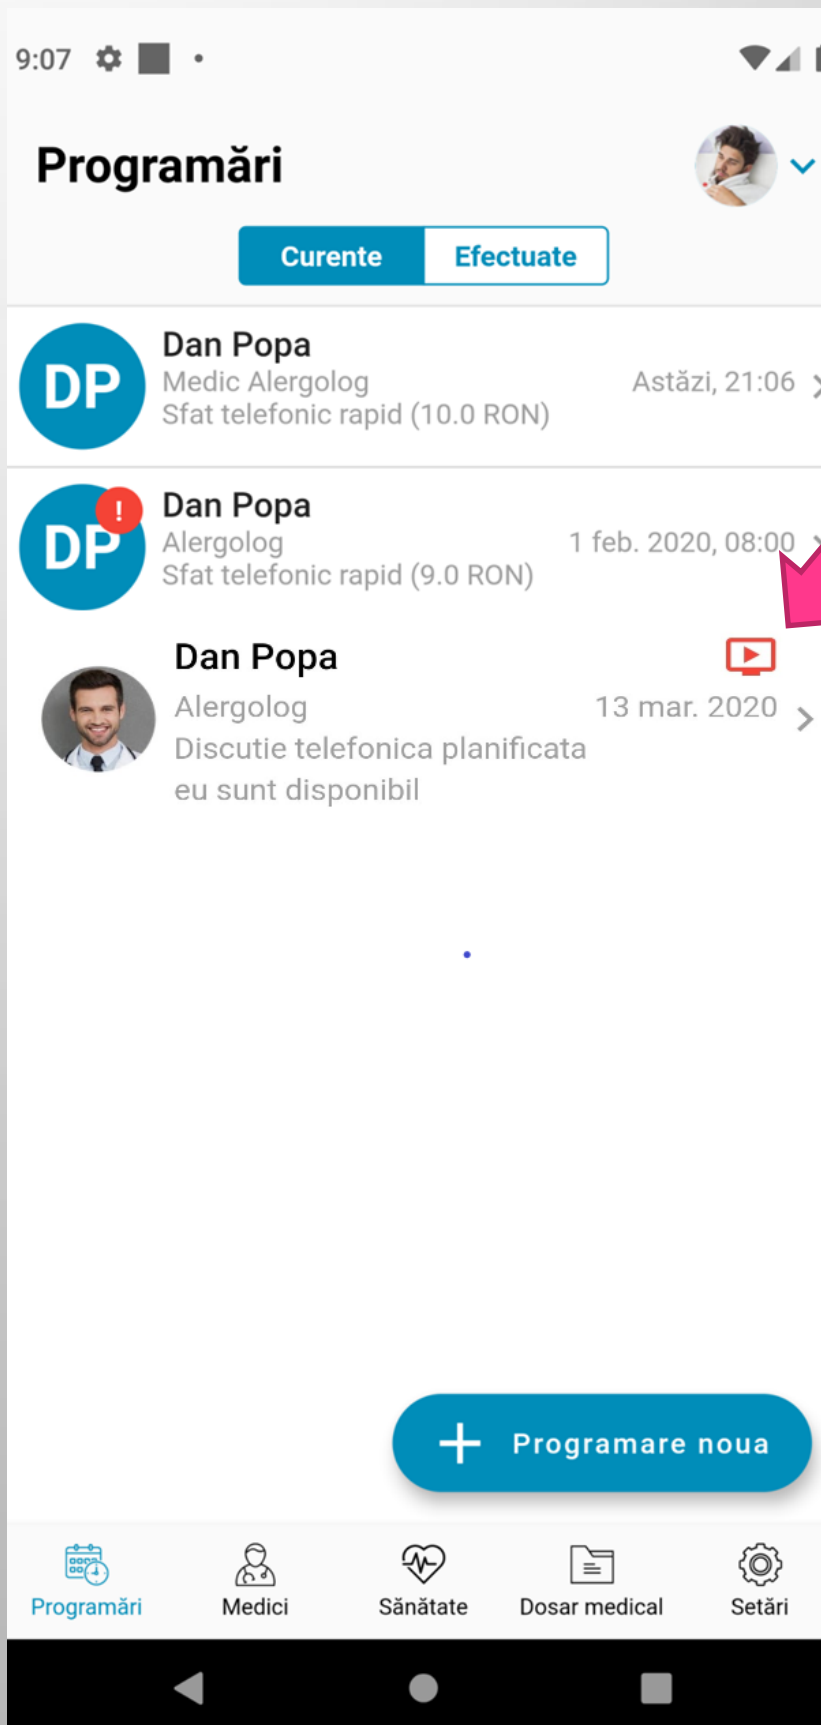 9:07
Programări
Curente
Efectuate
DP
Dan Popa
Medic Alergolog
Sfat telefonic rapid (10.0 RON)
Astăzi, 21:06
DP
!
Dan Popa
Alergolog
Sfat telefonic rapid (9.0 RON)
1 feb. 2020, 08:00
Dan Popa
Alergolog
13 mar. 2020
Discutie telefonica planificata
eu sunt disponibil
+ Programare noua
Programări
Medici
Sănătate
Dosar medical
Setări